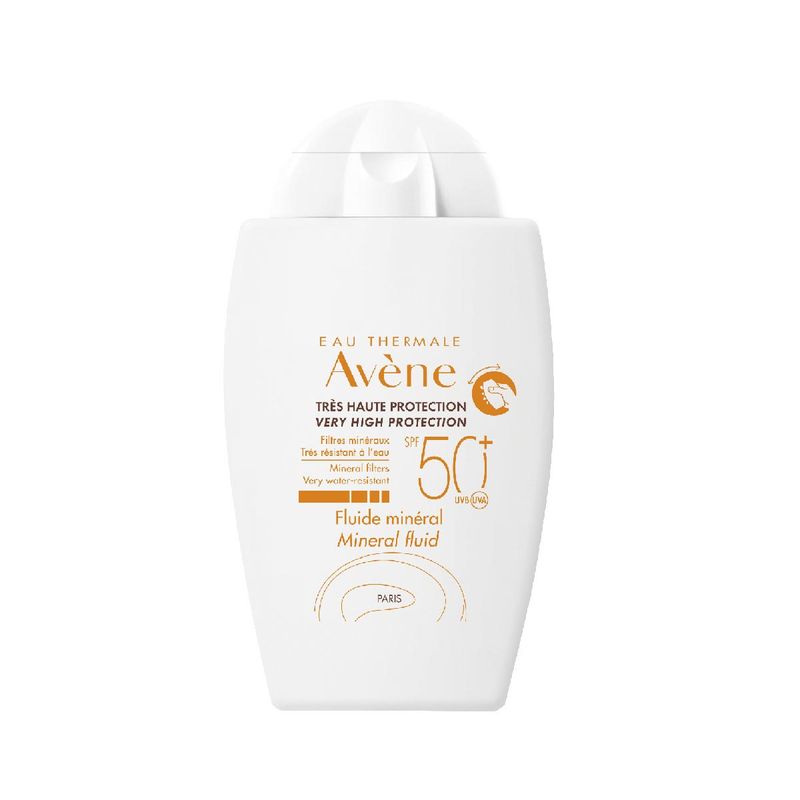 EAU THERMALE
Avène
TRÈS HAUTE PROTECTION
VERY HIGH PROTECTION
Filtres minéraux
Très résistant à l'eau
Mineral filters
Very water-resistant
SPF 50+
UVB UVA
Fluide minéral
Mineral fluid
PARIS